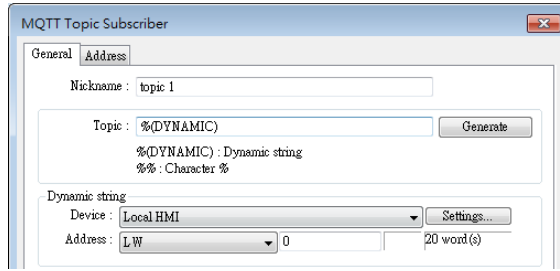 MQTT Topic Subscriber
General Address
Nickname : topic 1
Topic : %(DYNAMIC) Generate
%(DYNAMIC) : Dynamic string
%% : Character %
Dynamic string
Device : Local HMI Settings...
Address : LW 0 20 word(s)